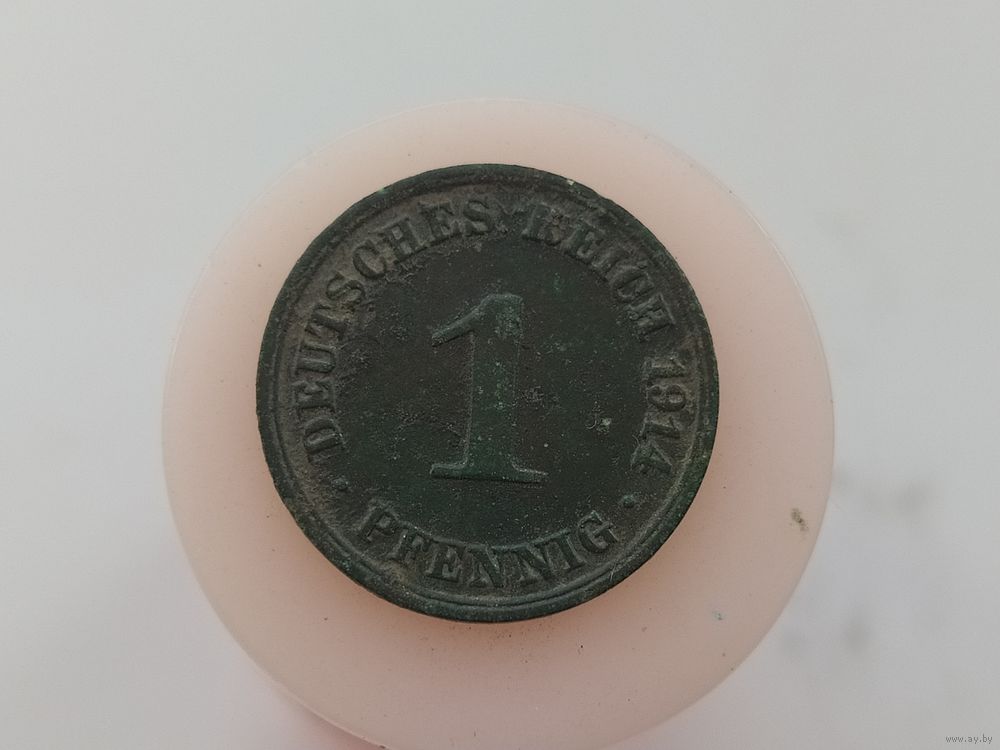 DEUTSCHES REICH 1914
1
· PFENNIG ·
www.ay.by